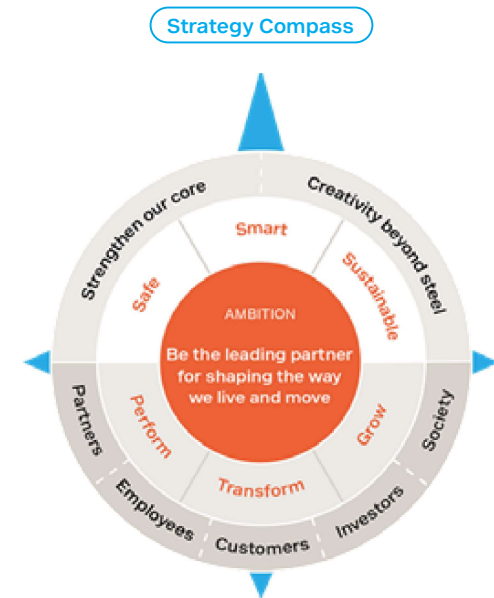 Strategy Compass
Strengthen our core
Creativity beyond steel
Safe
Smart
Sustainable
AMBITION
Be the leading partner
for shaping the way
we live and move
Perform
Transform
Grow
Partners
Employees
Customers
Investors
Society